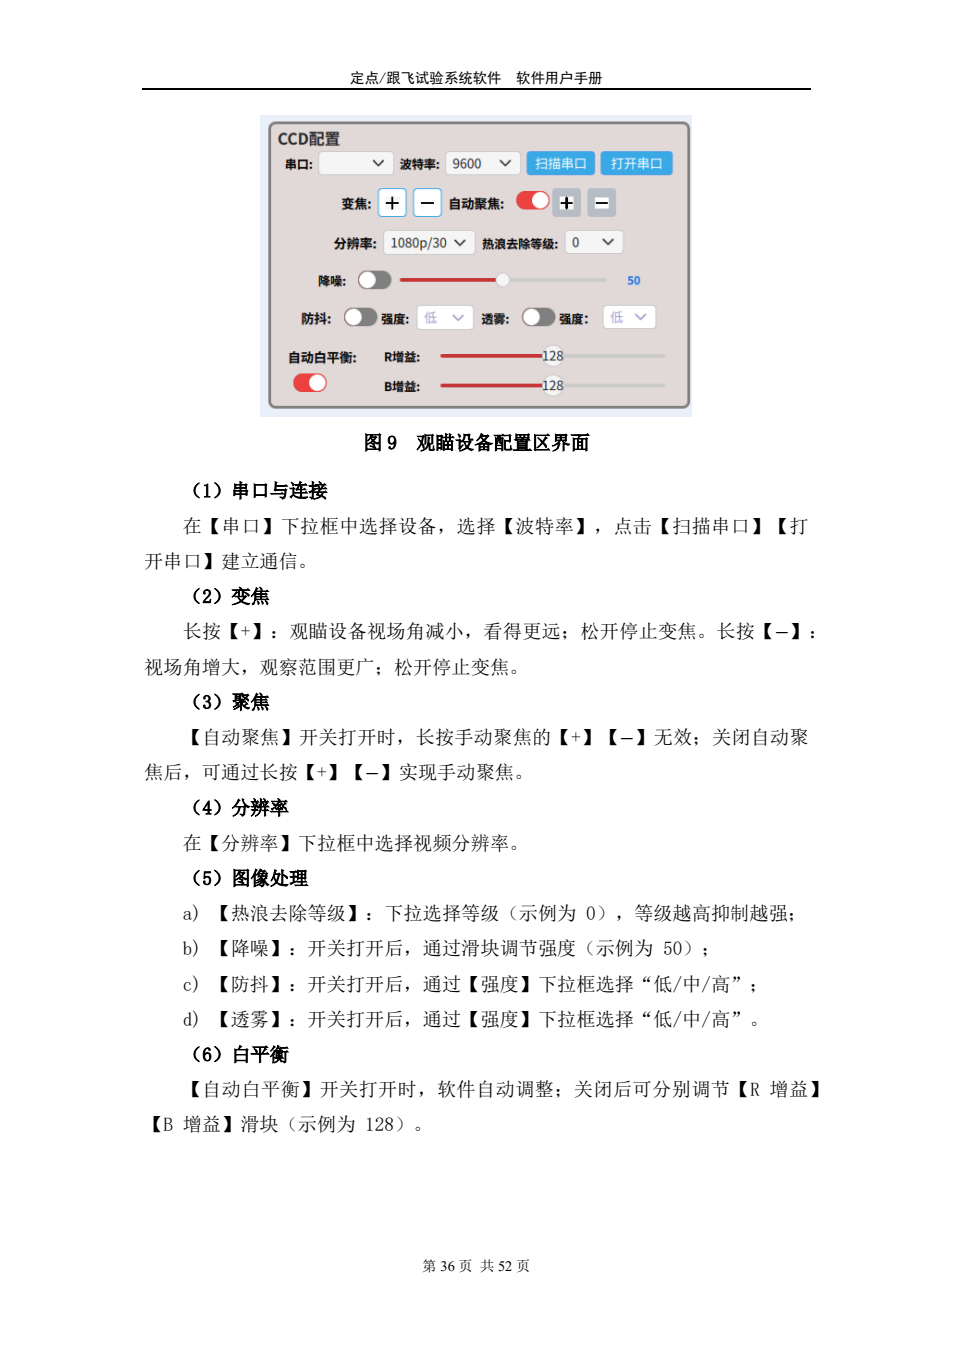 定点/跟飞试验系统软件　软件用户手册
CCD配置
串口: 波特率: 9600 扫描串口 打开串口
变焦: + － 自动聚焦: + －
分辨率: 1080p/30 热浪去除等级: 0
降噪: 50
防抖: 强度: 低 透雾: 强度: 低
自动白平衡: R增益: 128
B增益: 128
图 9　观瞄设备配置区界面
（1）串口与连接
在【串口】下拉框中选择设备，选择【波特率】，点击【扫描串口】【打
开串口】建立通信。
（2）变焦
长按【+】：观瞄设备视场角减小，看得更远；松开停止变焦。长按【−】：
视场角增大，观察范围更广；松开停止变焦。
（3）聚焦
【自动聚焦】开关打开时，长按手动聚焦的【+】【−】无效；关闭自动聚
焦后，可通过长按【+】【−】实现手动聚焦。
（4）分辨率
在【分辨率】下拉框中选择视频分辨率。
（5）图像处理
a) 【热浪去除等级】：下拉选择等级（示例为 0），等级越高抑制越强；
b) 【降噪】：开关打开后，通过滑块调节强度（示例为 50）；
c) 【防抖】：开关打开后，通过【强度】下拉框选择“低/中/高”；
d) 【透雾】：开关打开后，通过【强度】下拉框选择“低/中/高”。
（6）白平衡
【自动白平衡】开关打开时，软件自动调整；关闭后可分别调节【R 增益】
【B 增益】滑块（示例为 128）。
第 36 页 共 52 页